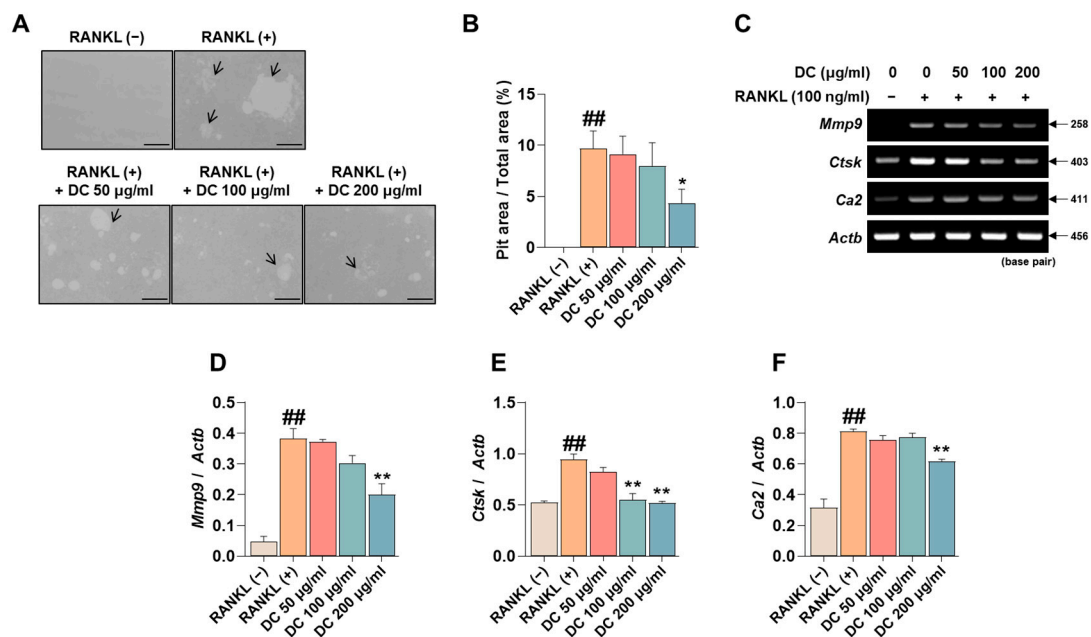 A
RANKL (−) RANKL (+)
RANKL (+) + DC 50 µg/ml
RANKL (+) + DC 100 µg/ml
RANKL (+) + DC 200 µg/ml
B
Pit area / Total area (%)
15
10
5
0
##
*
RANKL (−)
RANKL (+)
DC 50 µg/ml
DC 100 µg/ml
DC 200 µg/ml
C
DC (µg/ml) 0 0 50 100 200
RANKL (100 ng/ml) − + + + +
Mmp9 258
Ctsk 403
Ca2 411
Actb 456
(base pair)
D
Mmp9 / Actb
0.5
0.4
0.3
0.2
0.1
0.0
##
**
RANKL (−)
RANKL (+)
DC 50 µg/ml
DC 100 µg/ml
DC 200 µg/ml
E
Ctsk / Actb
1.5
1.0
0.5
0.0
##
**
**
RANKL (−)
RANKL (+)
DC 50 µg/ml
DC 100 µg/ml
DC 200 µg/ml
F
Ca2 / Actb
1.0
0.8
0.6
0.4
0.2
0.0
##
**
RANKL (−)
RANKL (+)
DC 50 µg/ml
DC 100 µg/ml
DC 200 µg/ml